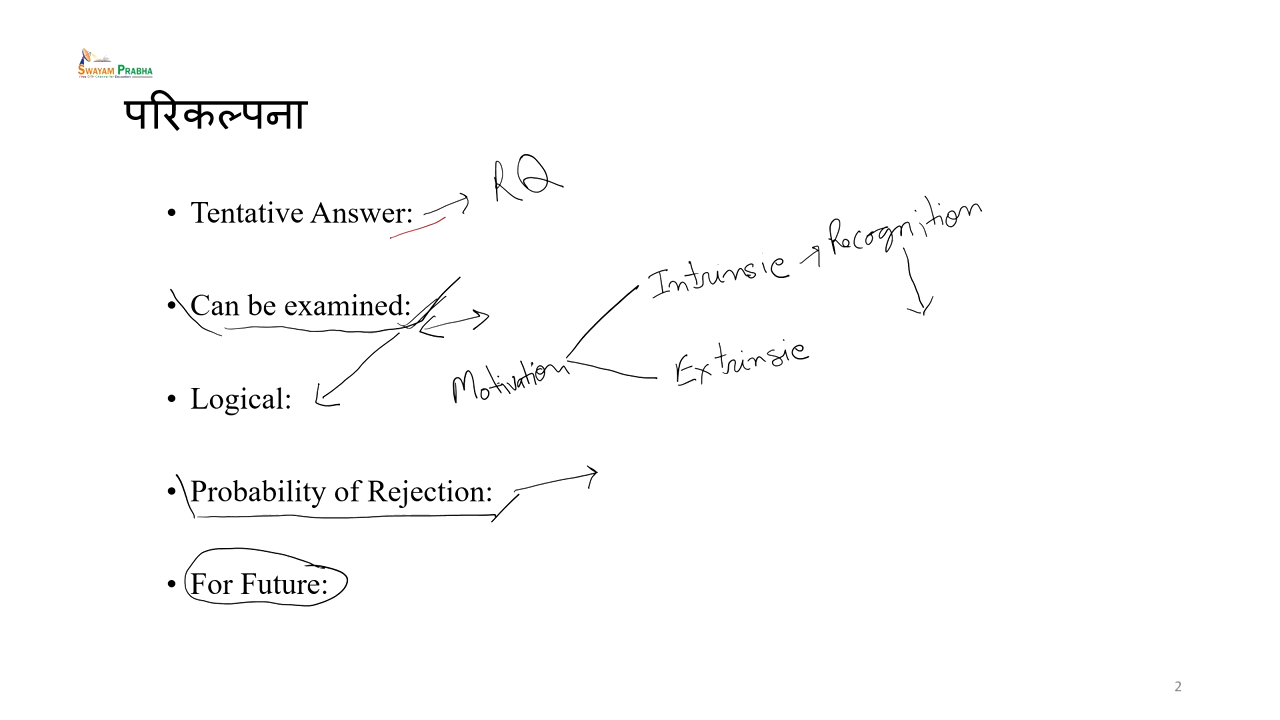 SWAYAM PRABHA
परिकल्पना
• Tentative Answer:
RQ
• Can be examined:
Intrinsic
Recognition
Motivation
Extrinsic
• Logical:
• Probability of Rejection:
• For Future:
2